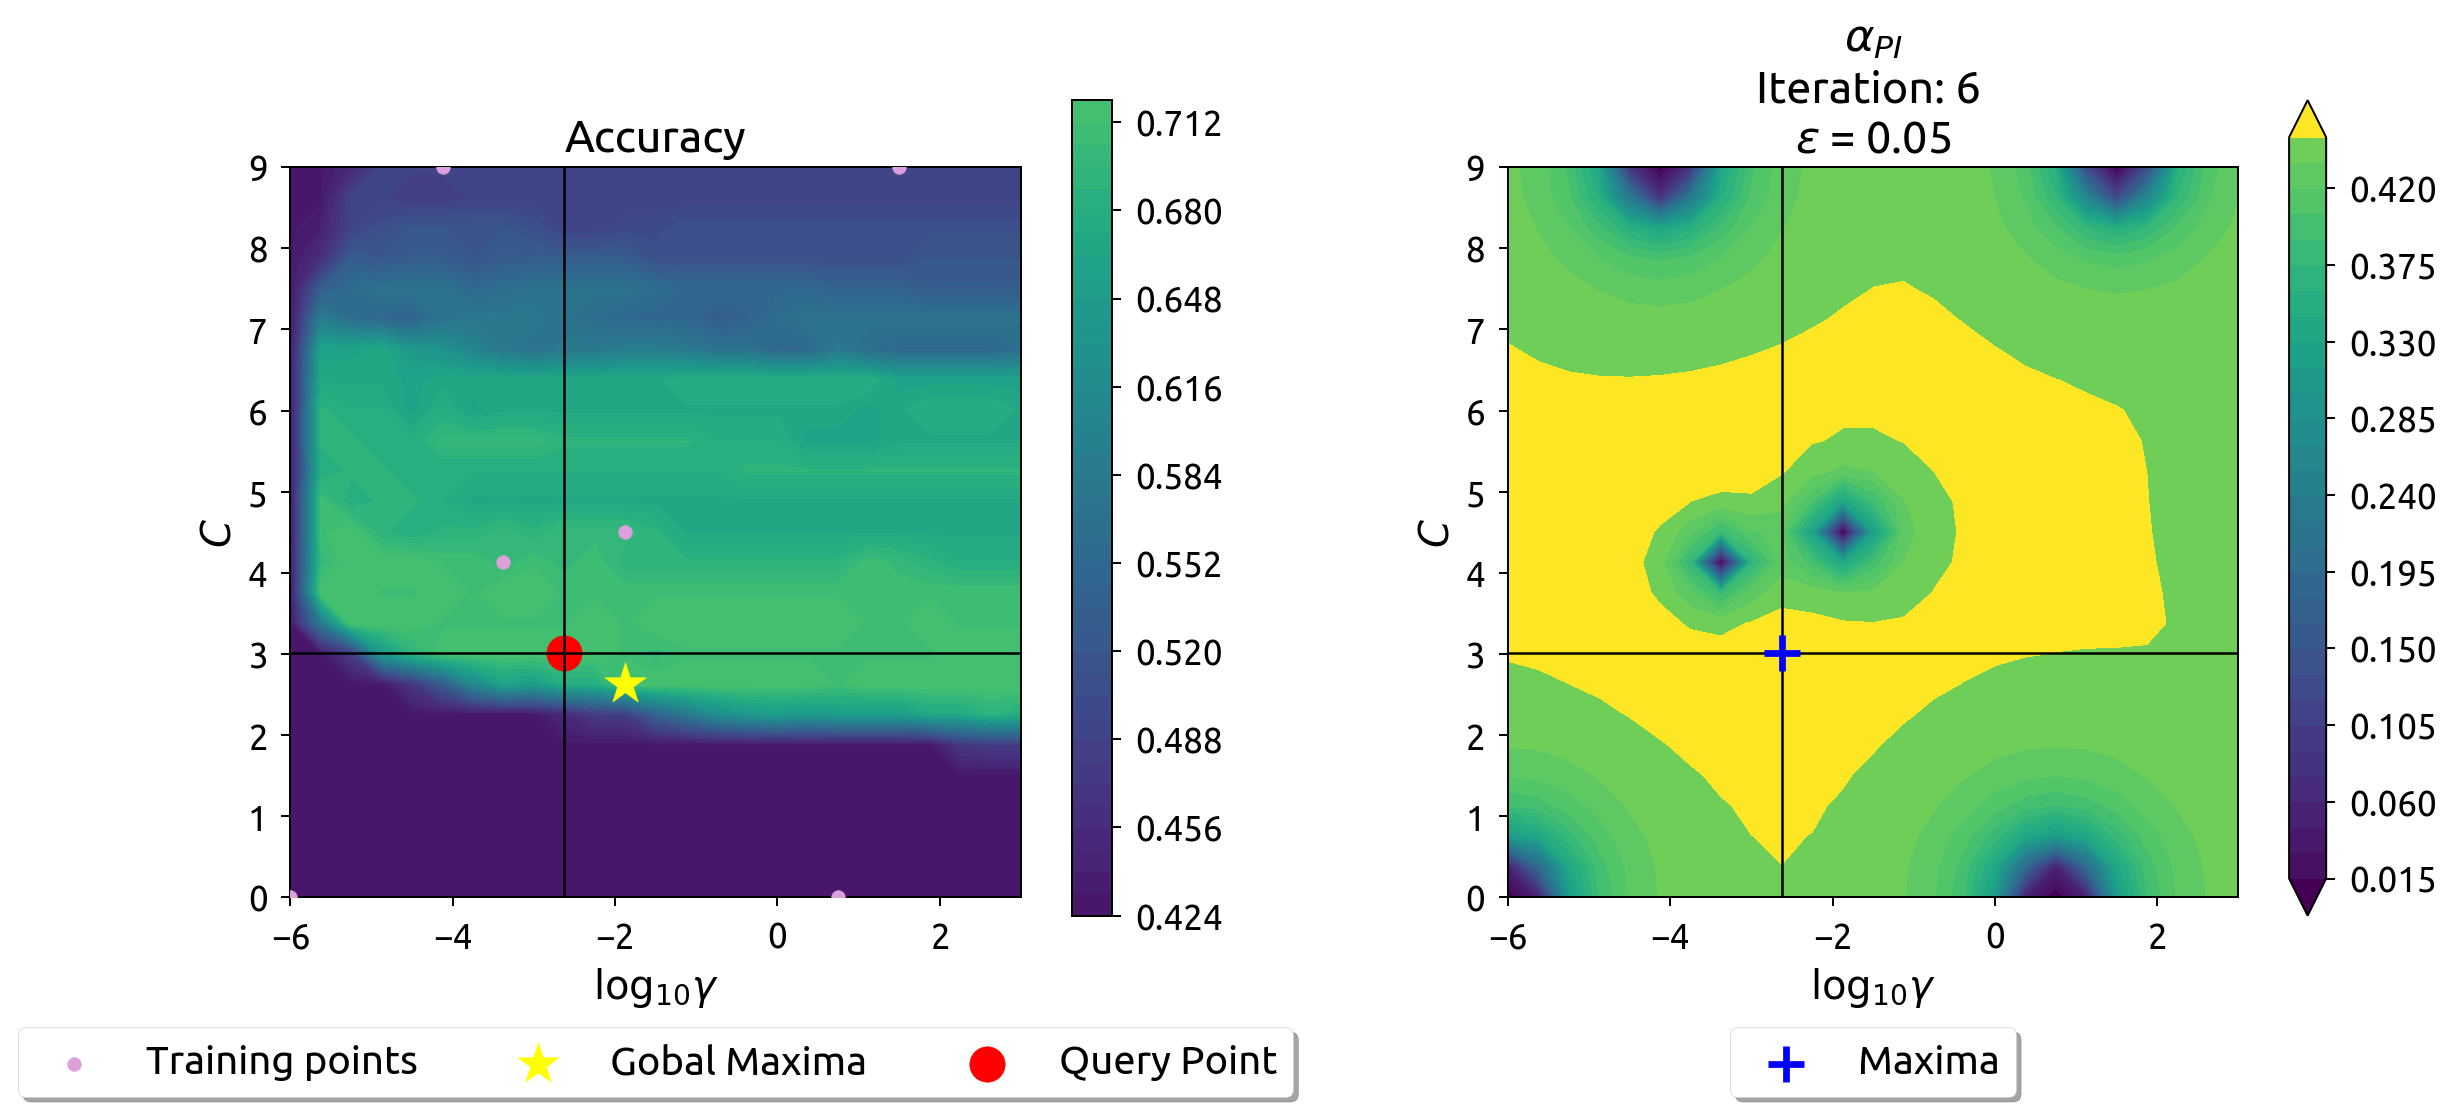 Accuracy
9
8
7
6
5
4
3
2
1
0
C
−6 −4 −2 0 2
log₁₀γ
0.712
0.680
0.648
0.616
0.584
0.552
0.520
0.488
0.456
0.424
Training points
Gobal Maxima
Query Point
α_PI
Iteration: 6
ε = 0.05
9
8
7
6
5
4
3
2
1
0
C
−6 −4 −2 0 2
log₁₀γ
0.420
0.375
0.330
0.285
0.240
0.195
0.150
0.105
0.060
0.015
Maxima